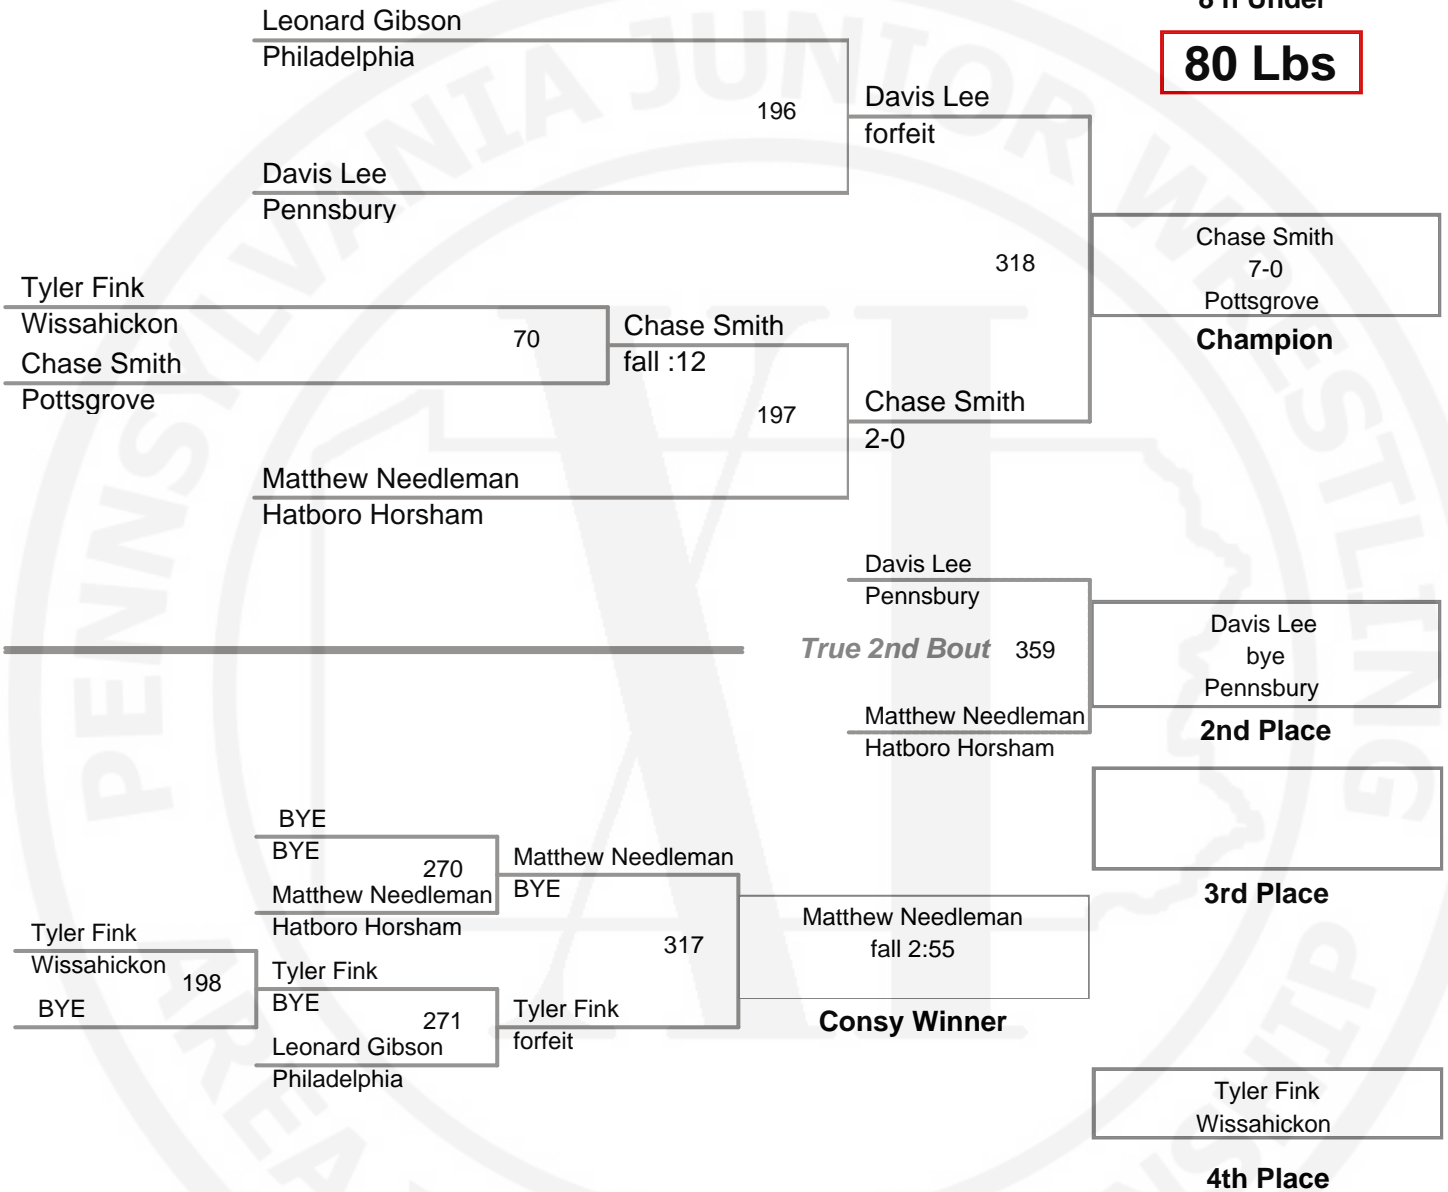 8 n Under
80 Lbs
Leonard Gibson
Philadelphia
196
Davis Lee
forfeit
Davis Lee
Pennsbury
318
Chase Smith
7-0
Pottsgrove
Champion
Tyler Fink
Wissahickon
70
Chase Smith
Pottsgrove
Chase Smith
fall :12
197
Chase Smith
2-0
Matthew Needleman
Hatboro Horsham
Davis Lee
Pennsbury
True 2nd Bout 359
Matthew Needleman
Hatboro Horsham
Davis Lee
bye
Pennsbury
2nd Place
3rd Place
BYE
BYE
270
Matthew Needleman
Hatboro Horsham
Matthew Needleman
BYE
317
Matthew Needleman
fall 2:55
Consy Winner
Tyler Fink
Wissahickon
198
BYE
Tyler Fink
BYE
271
Leonard Gibson
Philadelphia
Tyler Fink
forfeit
Tyler Fink
Wissahickon
4th Place
PENNSYLVANIA JUNIOR WRESTLING
XI
AREA